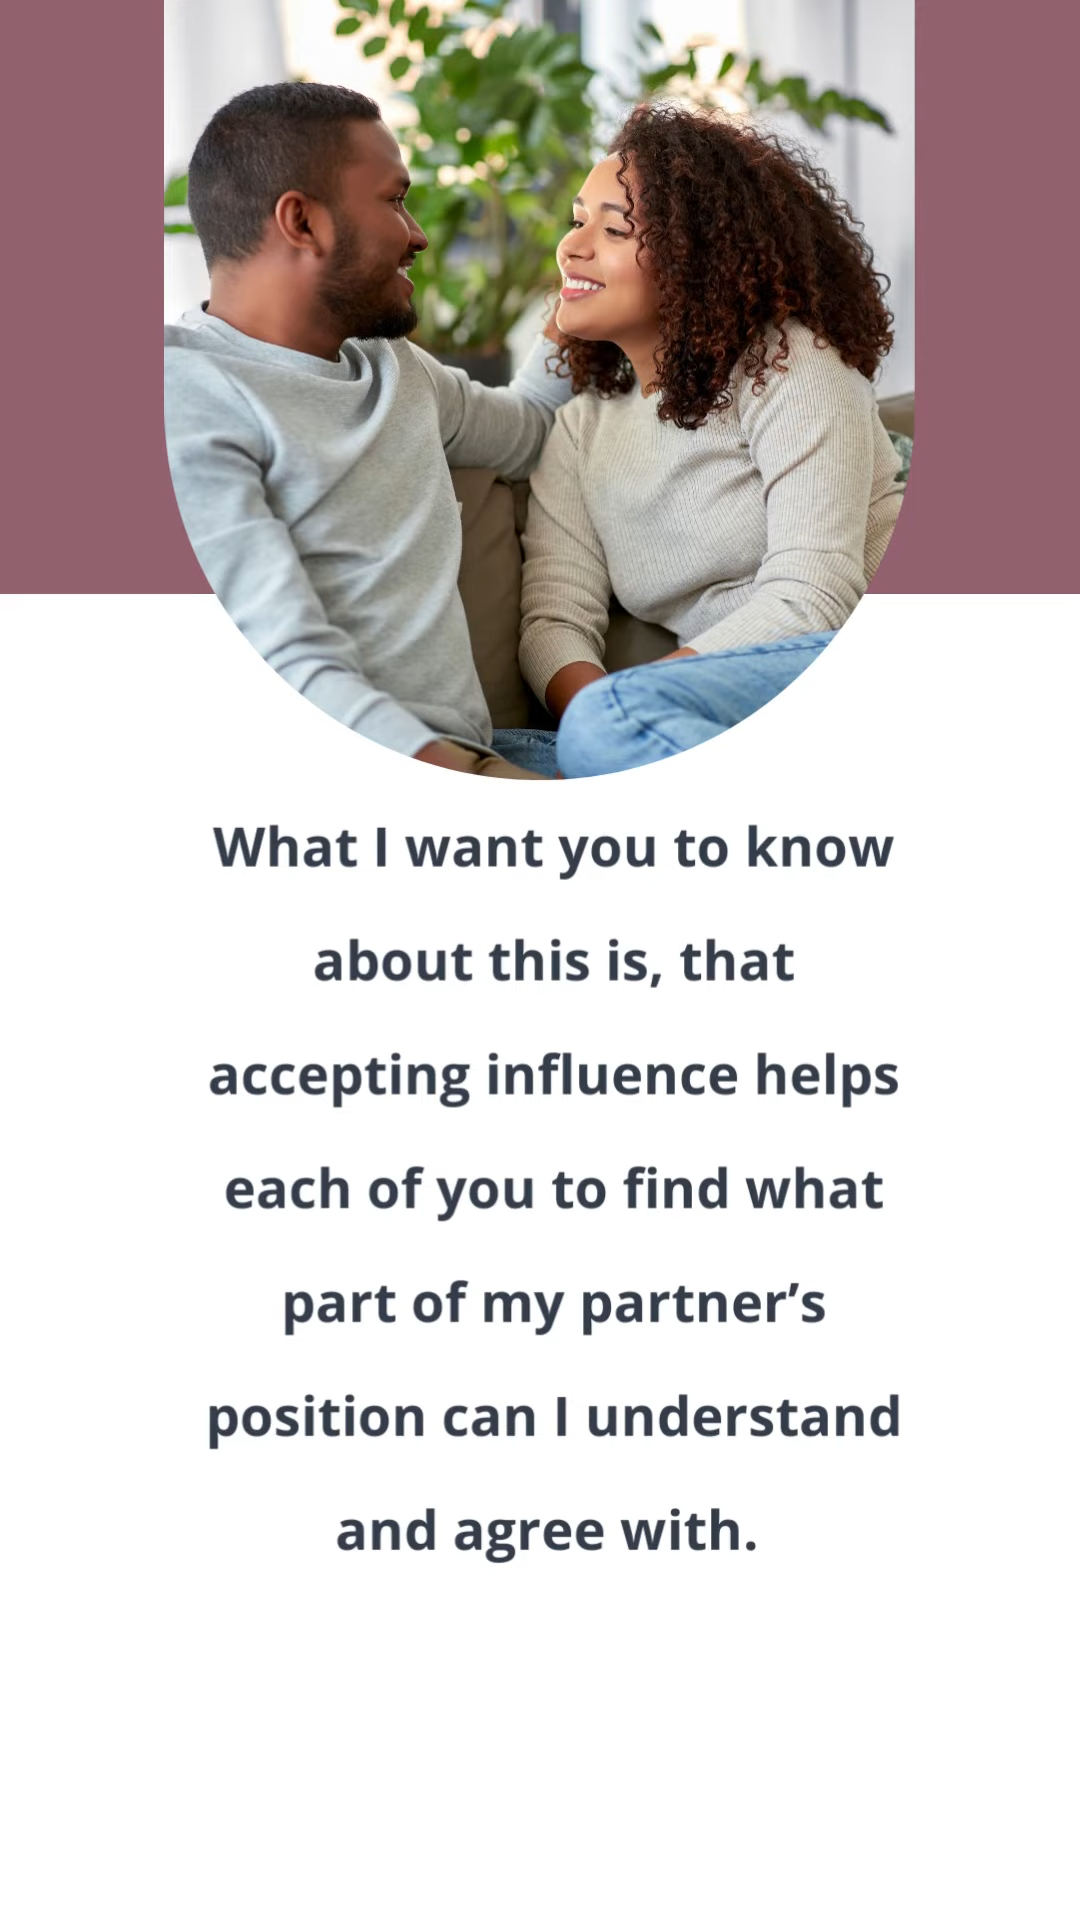 What I want you to know
about this is, that
accepting influence helps
each of you to find what
part of my partner’s
position can I understand
and agree with.